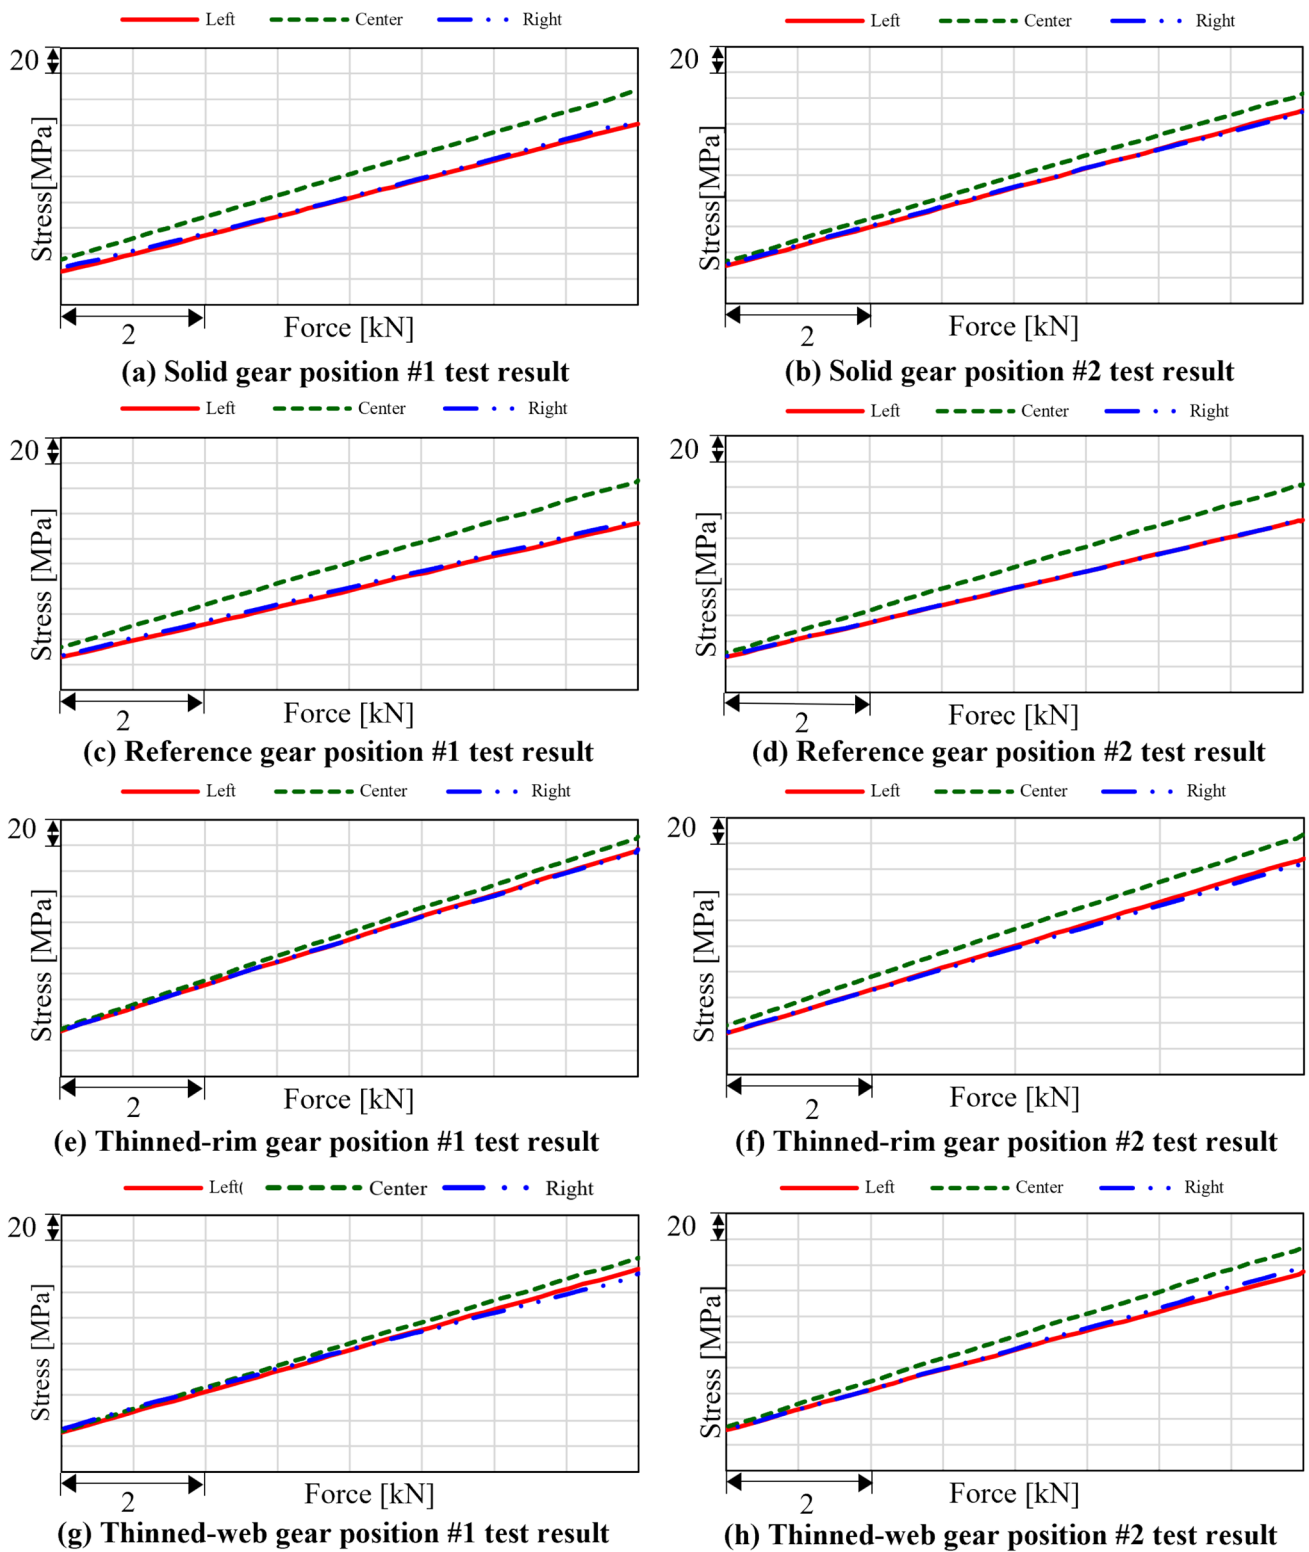 Left Center Right
20
Stress[MPa]
2
Force [kN]
(a) Solid gear position #1 test result
Left Center Right
20
Stress[MPa]
2
Force [kN]
(b) Solid gear position #2 test result
Left Center Right
20
Stress [MPa]
2
Force [kN]
(c) Reference gear position #1 test result
Left Center Right
20
Stress[MPa]
2
Forec [kN]
(d) Reference gear position #2 test result
Left Center Right
20
Stress [MPa]
2
Force [kN]
(e) Thinned-rim gear position #1 test result
Left Center Right
20
Stress [MPa]
2
Force [kN]
(f) Thinned-rim gear position #2 test result
Left( Center Right
20
Stress [MPa]
2
Force [kN]
(g) Thinned-web gear position #1 test result
Left Center Right
20
Stress [MPa]
2
Force [kN]
(h) Thinned-web gear position #2 test result